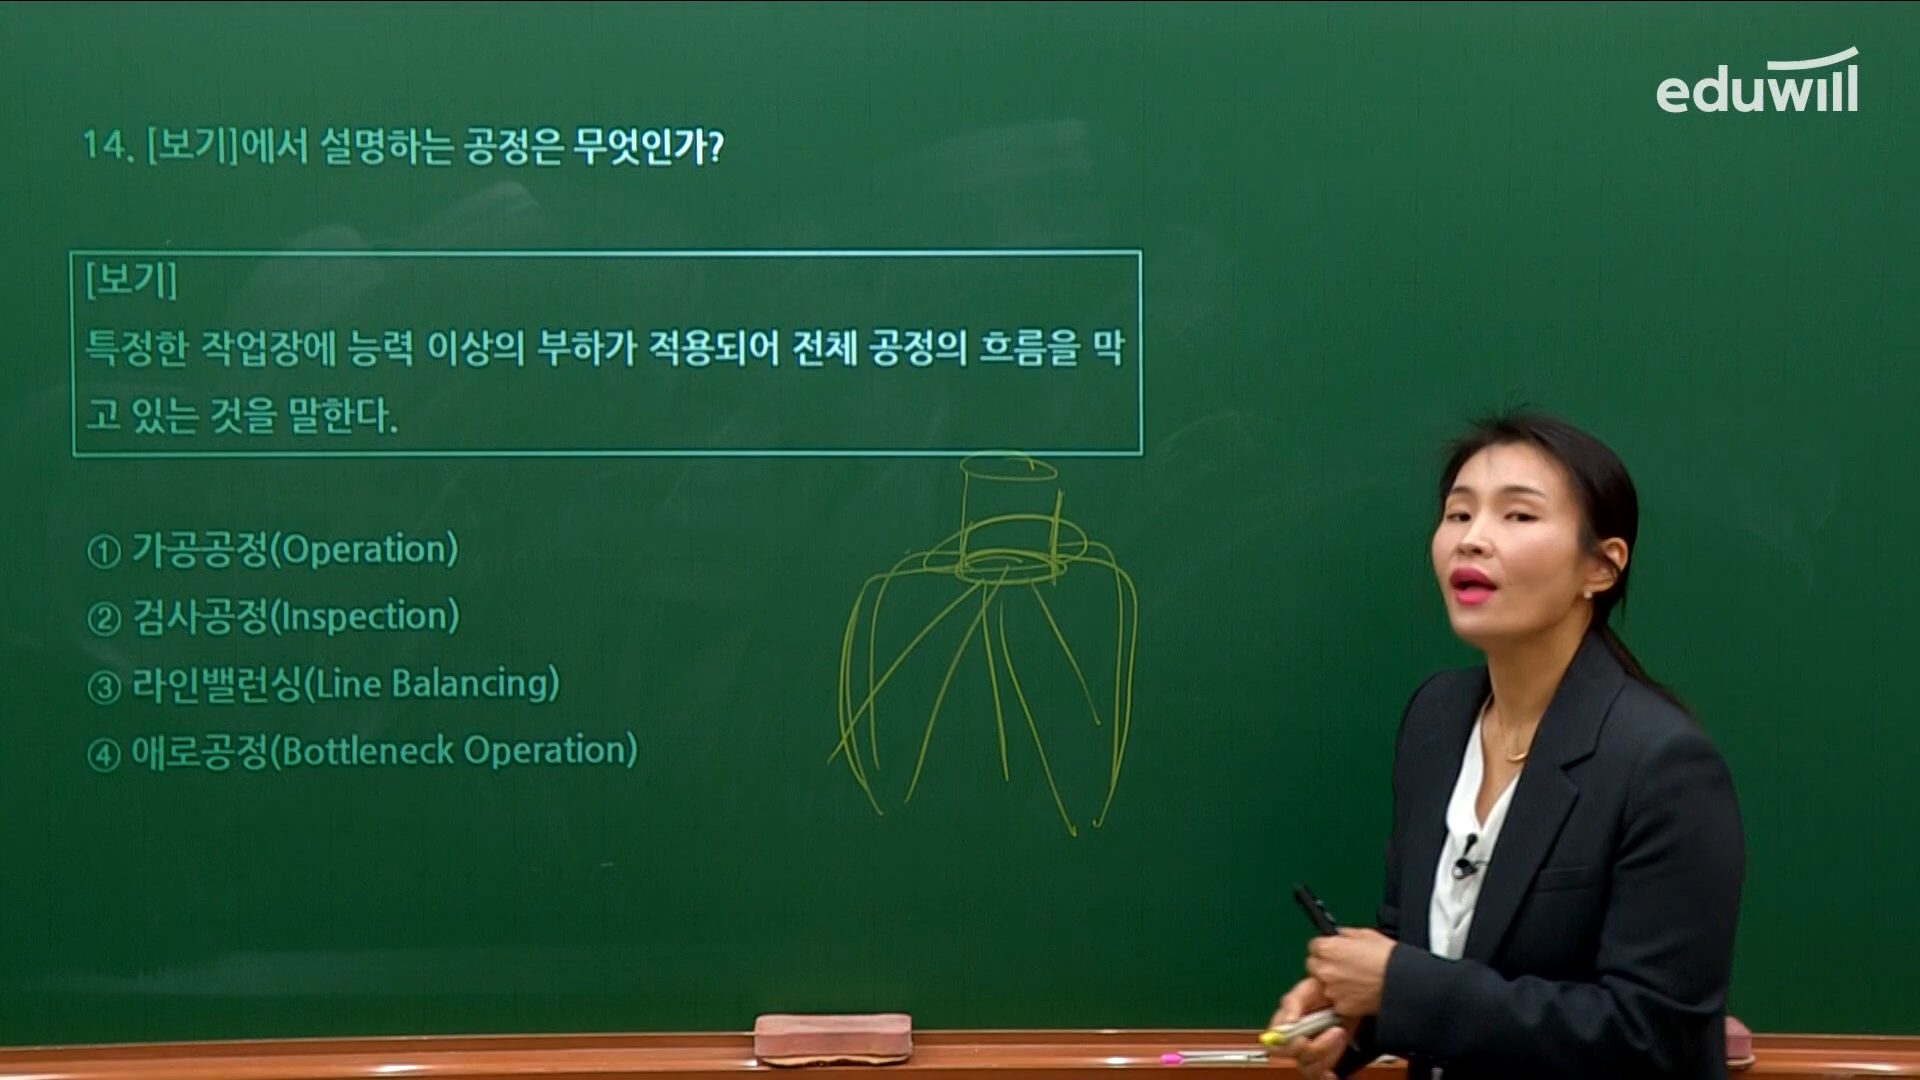 eduwill
14. [보기]에서 설명하는 공정은 무엇인가?
[보기]
특정한 작업장에 능력 이상의 부하가 적용되어 전체 공정의 흐름을 막
고 있는 것을 말한다.
① 가공공정(Operation)
② 검사공정(Inspection)
③ 라인밸런싱(Line Balancing)
④ 애로공정(Bottleneck Operation)